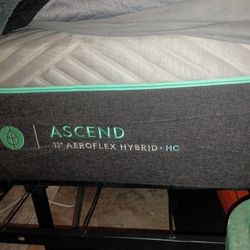 ASCEND
11" AEROFLEX HYBRID • HC